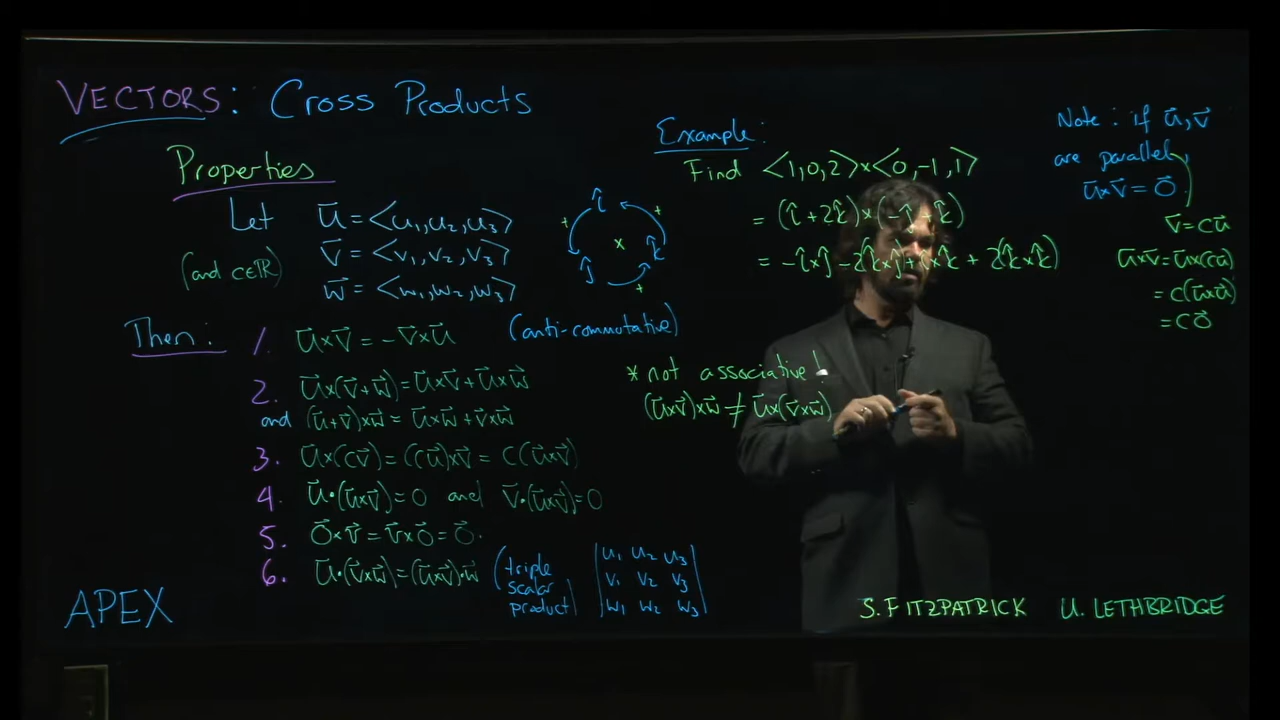 VECTORS: Cross Products
Properties
Let u⃗ = <u₁,u₂,u₃>
(and c∈ℝ) v⃗ = <v₁,v₂,v₃>
w⃗ = <w₁,w₂,w₃>
î
ĵ
k̂
×
+
+
+
Then:
1. u⃗×v⃗ = -v⃗×u⃗ (anti-commutative)
2. u⃗×(v⃗+w⃗) = u⃗×v⃗ + u⃗×w⃗
and (u⃗+v⃗)×w⃗ = u⃗×w⃗ + v⃗×w⃗
3. u⃗×(cv⃗) = (cu⃗)×v⃗ = c(u⃗×v⃗)
4. u⃗•(u⃗×v⃗) = 0 and v⃗•(u⃗×v⃗) = 0
5. 0⃗×v⃗ = v⃗×0⃗ = 0⃗.
6. u⃗•(v⃗×w⃗) = (u⃗×v⃗)•w⃗
(triple
scalar
product)
|u₁ u₂ u₃|
|v₁ v₂ v₃|
|w₁ w₂ w₃|
Example:
Find <1,0,2>×<0,-1,1>
= (î+2k̂)×(-ĵ+k̂)
= -î×ĵ - 2k̂×ĵ + î×k̂ + 2k̂×k̂)
* not associative!
(u⃗×v⃗)×w⃗ ≠ u⃗×(v⃗×w⃗)
Note: if u⃗,v⃗
are parallel,
u⃗×v⃗ = 0⃗.
v⃗ = cu⃗
u⃗×v⃗ = u⃗×(cu⃗)
= c(u⃗×u⃗)
= c0⃗
APEX
S. FITZPATRICK U. LETHBRIDGE